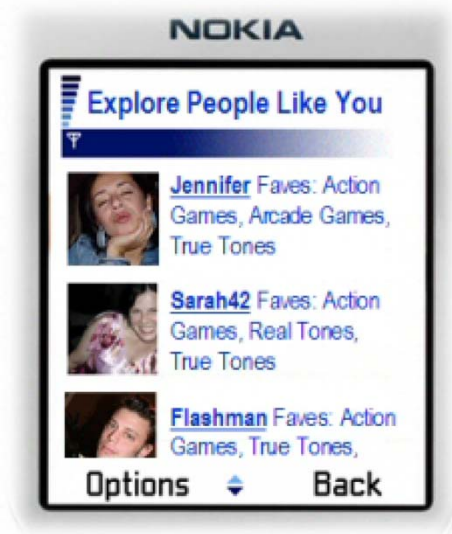 NOKIA
Explore People Like You
Jennifer Faves: Action
Games, Arcade Games,
True Tones
Sarah42 Faves: Action
Games, Real Tones,
True Tones
Flashman Faves: Action
Games, True Tones,
Options
Back